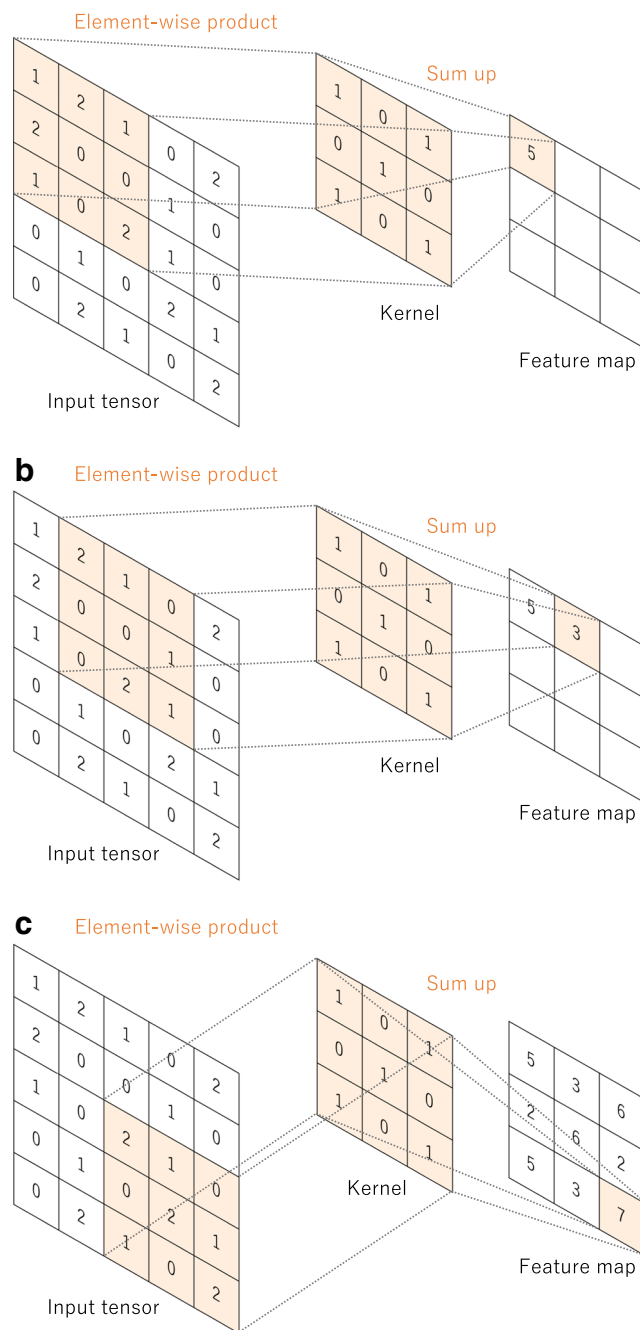 Element-wise product
Sum up
1 2 1 0 2
2 0 0 1 0
1 0 2 1 0
0 1 0 2 1
0 2 1 0 2
Input tensor
1 0 1
0 1 0
1 0 1
Kernel
5
Feature map
b
Element-wise product
Sum up
1 2 1 0 2
2 0 0 1 0
1 0 2 1 0
0 1 0 2 1
0 2 1 0 2
Input tensor
1 0 1
0 1 0
1 0 1
Kernel
5 3
Feature map
c
Element-wise product
Sum up
1 2 1 0 2
2 0 0 1 0
1 0 2 1 0
0 1 0 2 1
0 2 1 0 2
Input tensor
1 0 1
0 1 0
1 0 1
Kernel
5 3 6
2 6 2
5 3 7
Feature map